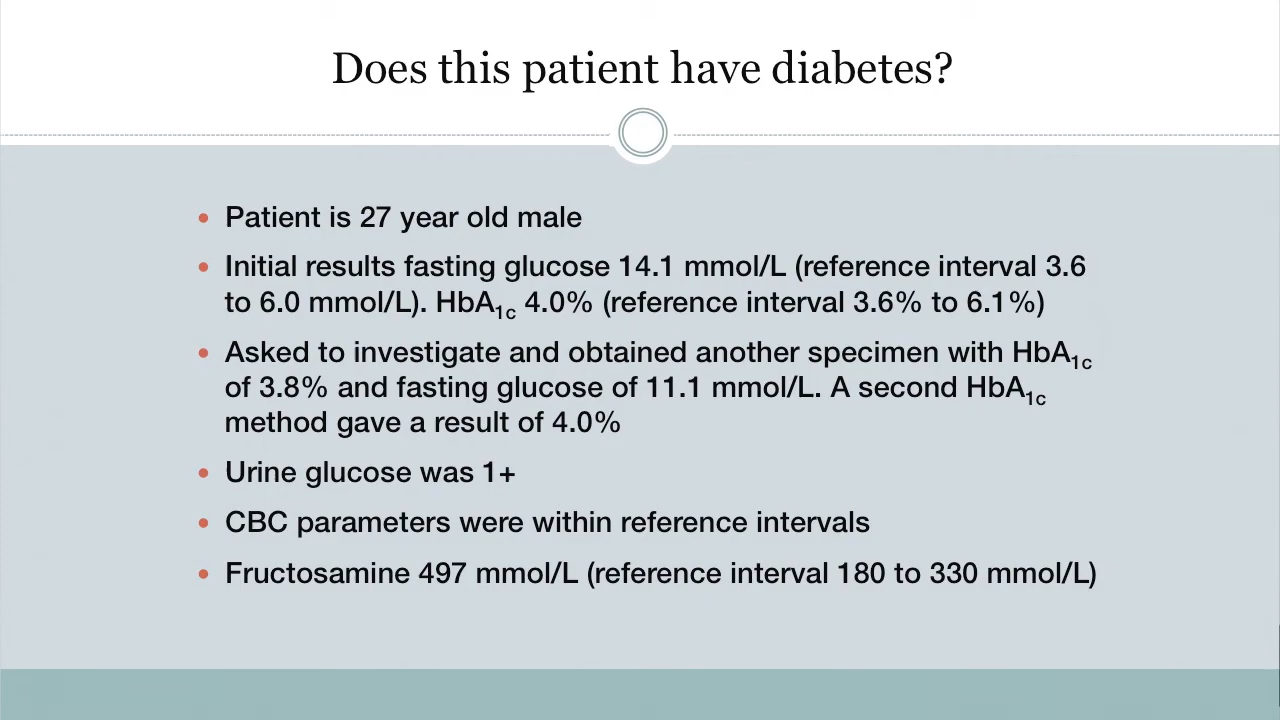 Does this patient have diabetes?
• Patient is 27 year old male
• Initial results fasting glucose 14.1 mmol/L (reference interval 3.6
to 6.0 mmol/L). HbA1c 4.0% (reference interval 3.6% to 6.1%)
• Asked to investigate and obtained another specimen with HbA1c
of 3.8% and fasting glucose of 11.1 mmol/L. A second HbA1c
method gave a result of 4.0%
• Urine glucose was 1+
• CBC parameters were within reference intervals
• Fructosamine 497 mmol/L (reference interval 180 to 330 mmol/L)